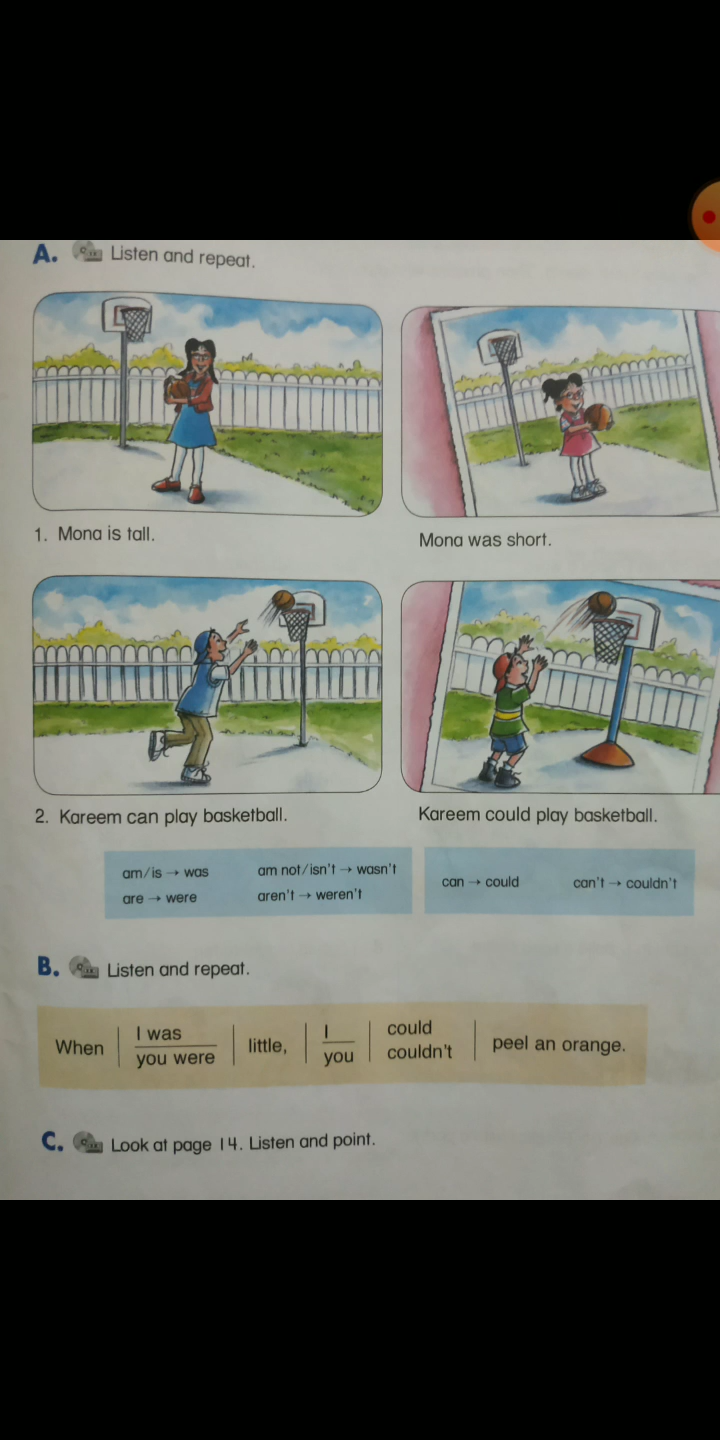 A. Listen and repeat.
1. Mona is tall.
Mona was short.
2. Kareem can play basketball.
Kareem could play basketball.
am/is → was am not/isn't → wasn't
are → were aren't → weren't
can → could can't → couldn't
B. Listen and repeat.
When | I was / you were | little, | I / you | could / couldn't | peel an orange.
C. Look at page 14. Listen and point.